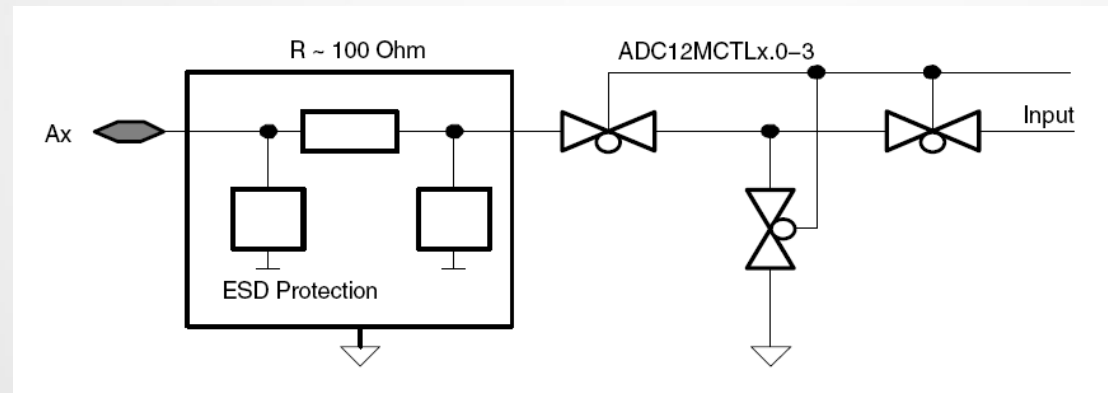 R ~ 100 Ohm
ADC12MCTLx.0−3
Ax
Input
ESD Protection